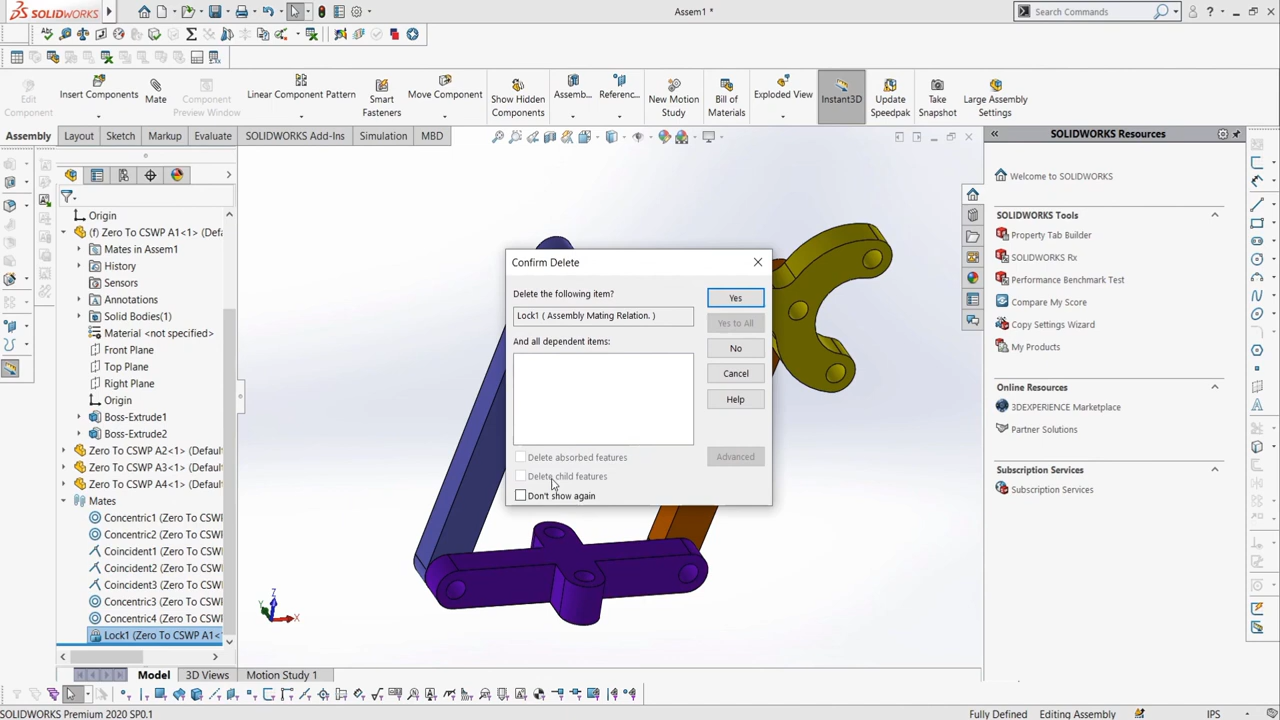 SOLIDWORKS
Assem1 *
Search Commands
?
Edit
Component
Insert Components
Mate
Component
Preview Window
Linear Component Pattern
Smart
Fasteners
Move Component
Show Hidden
Components
Assemb...
Referenc...
New Motion
Study
Bill of
Materials
Exploded View
Instant3D
Update
Speedpak
Take
Snapshot
Large Assembly
Settings
Assembly
Layout
Sketch
Markup
Evaluate
SOLIDWORKS Add-Ins
Simulation
MBD
Origin
(f) Zero To CSWP A1<1> (Defa
Mates in Assem1
History
Sensors
Annotations
Solid Bodies(1)
Material <not specified>
Front Plane
Top Plane
Right Plane
Origin
Boss-Extrude1
Boss-Extrude2
Zero To CSWP A2<1> (Default
Zero To CSWP A3<1> (Default
Zero To CSWP A4<1> (Default
Mates
Concentric1 (Zero To CSW
Concentric2 (Zero To CSW
Coincident1 (Zero To CSW
Coincident2 (Zero To CSW
Coincident3 (Zero To CSW
Concentric3 (Zero To CSW
Concentric4 (Zero To CSW
Lock1 (Zero To CSWP A1<
Confirm Delete
Delete the following item?
Lock1 ( Assembly Mating Relation. )
And all dependent items:
Delete absorbed features
Delete child features
Don't show again
Yes
Yes to All
No
Cancel
Help
Advanced
Z
X
SOLIDWORKS Resources
Welcome to SOLIDWORKS
SOLIDWORKS Tools
Property Tab Builder
SOLIDWORKS Rx
Performance Benchmark Test
Compare My Score
Copy Settings Wizard
My Products
Online Resources
3DEXPERIENCE Marketplace
Partner Solutions
Subscription Services
Subscription Services
Model
3D Views
Motion Study 1
SOLIDWORKS Premium 2020 SP0.1
Fully Defined
Editing Assembly
IPS